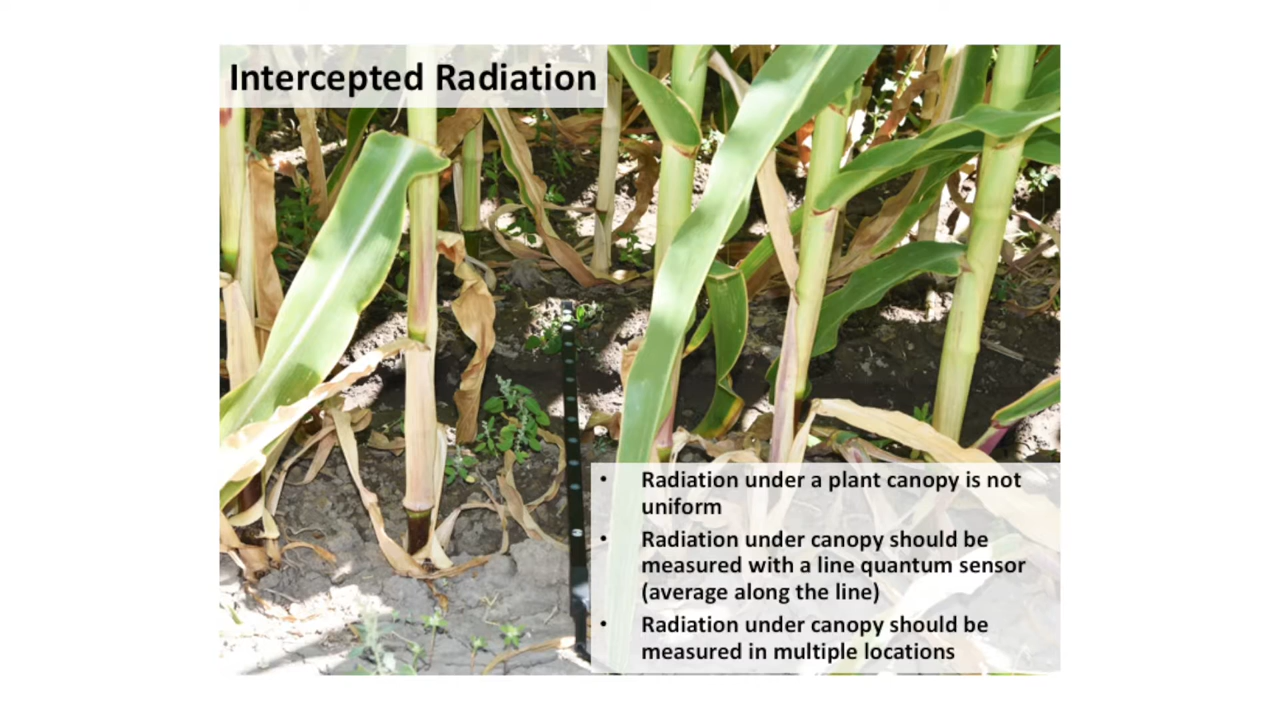 Intercepted Radiation
• Radiation under a plant canopy is not
uniform
• Radiation under canopy should be
measured with a line quantum sensor
(average along the line)
• Radiation under canopy should be
measured in multiple locations